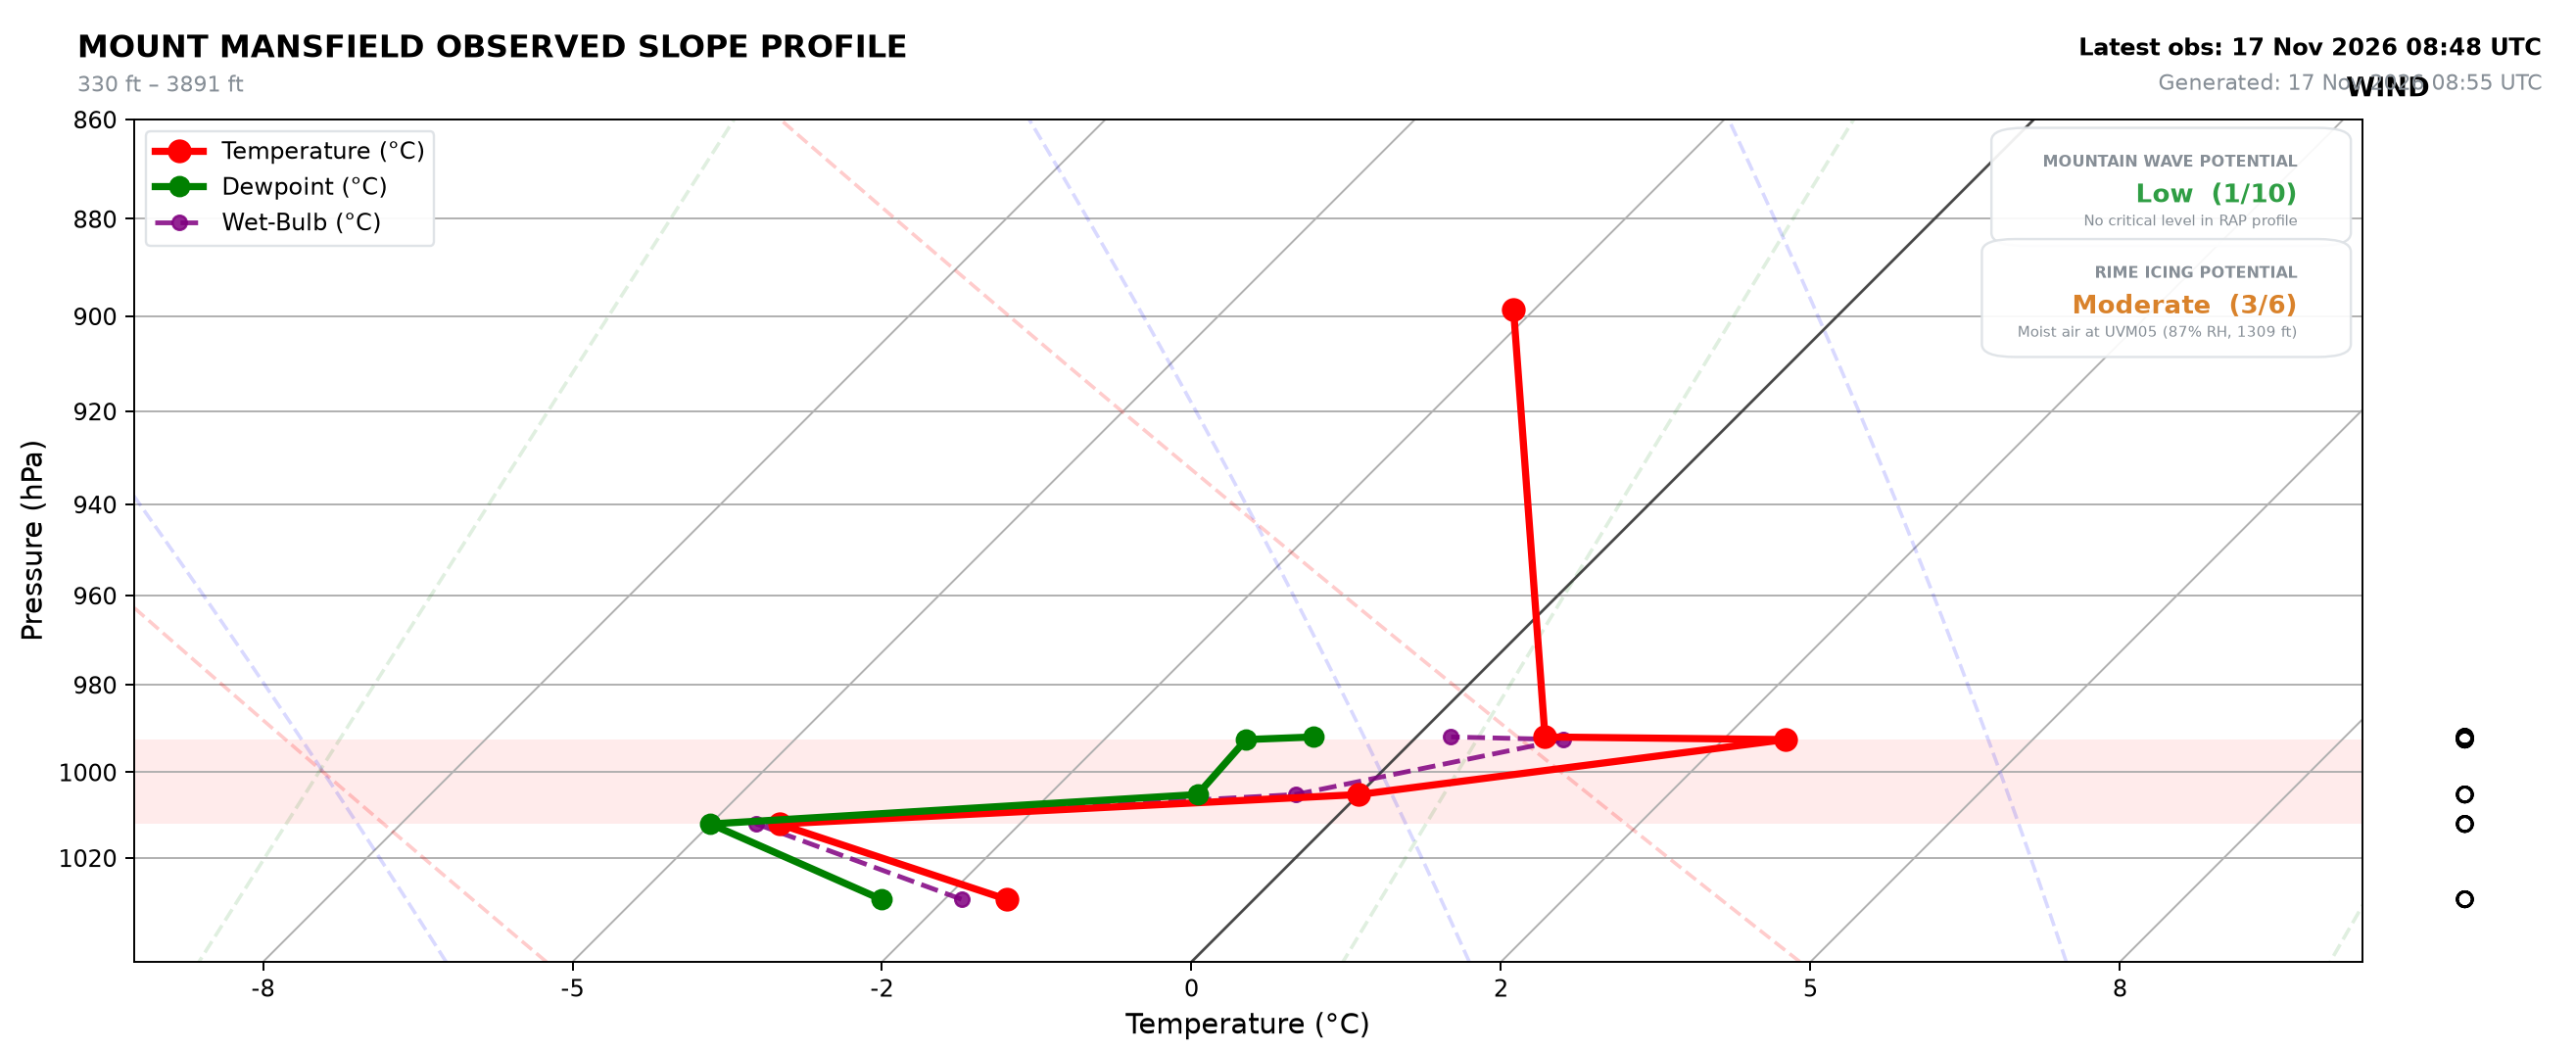 MOUNT MANSFIELD OBSERVED SLOPE PROFILE
330 ft – 3891 ft
Latest obs: 17 Nov 2026 08:48 UTC
Generated: 17 Nov 2026 08:55 UTC
WIND
Temperature (°C)
Dewpoint (°C)
Wet-Bulb (°C)
MOUNTAIN WAVE POTENTIAL
Low (1/10)
No critical level in RAP profile
RIME ICING POTENTIAL
Moderate (3/6)
Moist air at UVM05 (87% RH, 1309 ft)
Pressure (hPa)
860
880
900
920
940
960
980
1000
1020
-8
-5
-2
0
2
5
8
Temperature (°C)